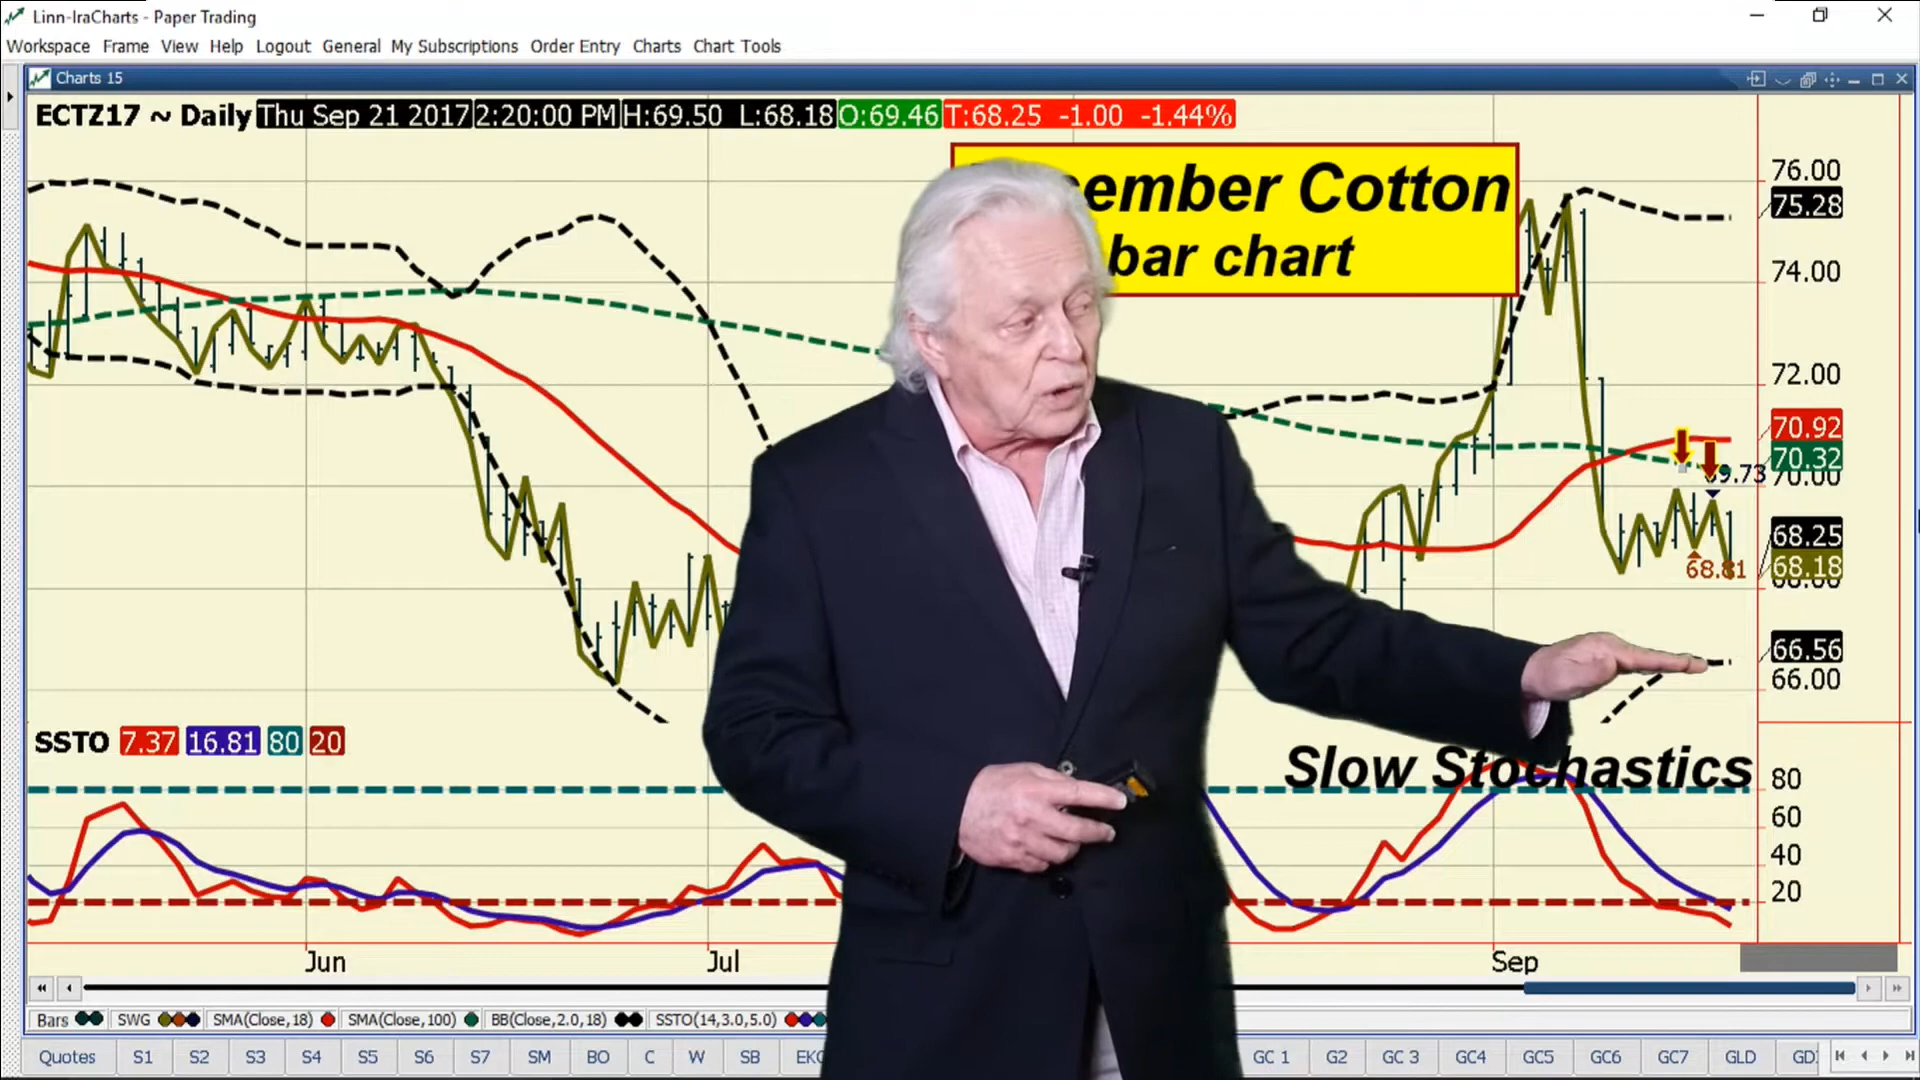 Linn-IraCharts - Paper Trading
Workspace Frame View Help Logout General My Subscriptions Order Entry Charts Chart Tools
Charts 15
ECTZ17 ~ Daily Thu Sep 21 2017 2:20:00 PM H:69.50 L:68.18 O:69.46 T:68.25 -1.00 -1.44%
ember Cotton
bar chart
76.00
75.28
74.00
72.00
70.92
70.32
70.00
68.25
68.81
68.18
66.56
66.00
SSTO 7.37 16.81 80 20
Slow Stochastics
80
60
40
20
Jun Jul Sep
Bars SWG SMA(Close,18) SMA(Close,100) BB(Close,2.0,18) SSTO(14,3.0,5.0)
Quotes S1 S2 S3 S4 S5 S6 S7 SM BO C W SB GC 1 G2 GC 3 GC4 GC5 GC6 GC7 GLD